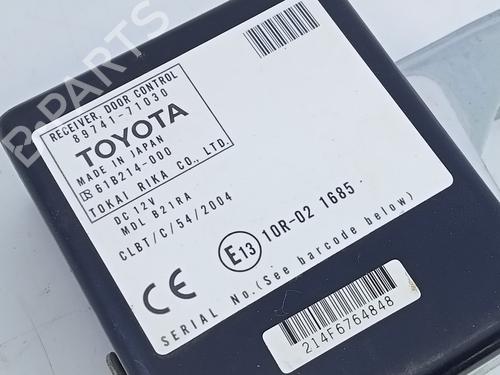 RECEIVER, DOOR CONTROL
89741-71030
TOYOTA
MADE IN JAPAN
61B214-000
TOKAI RIKA CO., LTD.
DC 12V
MDL B21RA
CLBT/C/54/2004
E13 10R-02 1685
CE
SERIAL No. (See barcode below)
214F6764848
B-PARTS